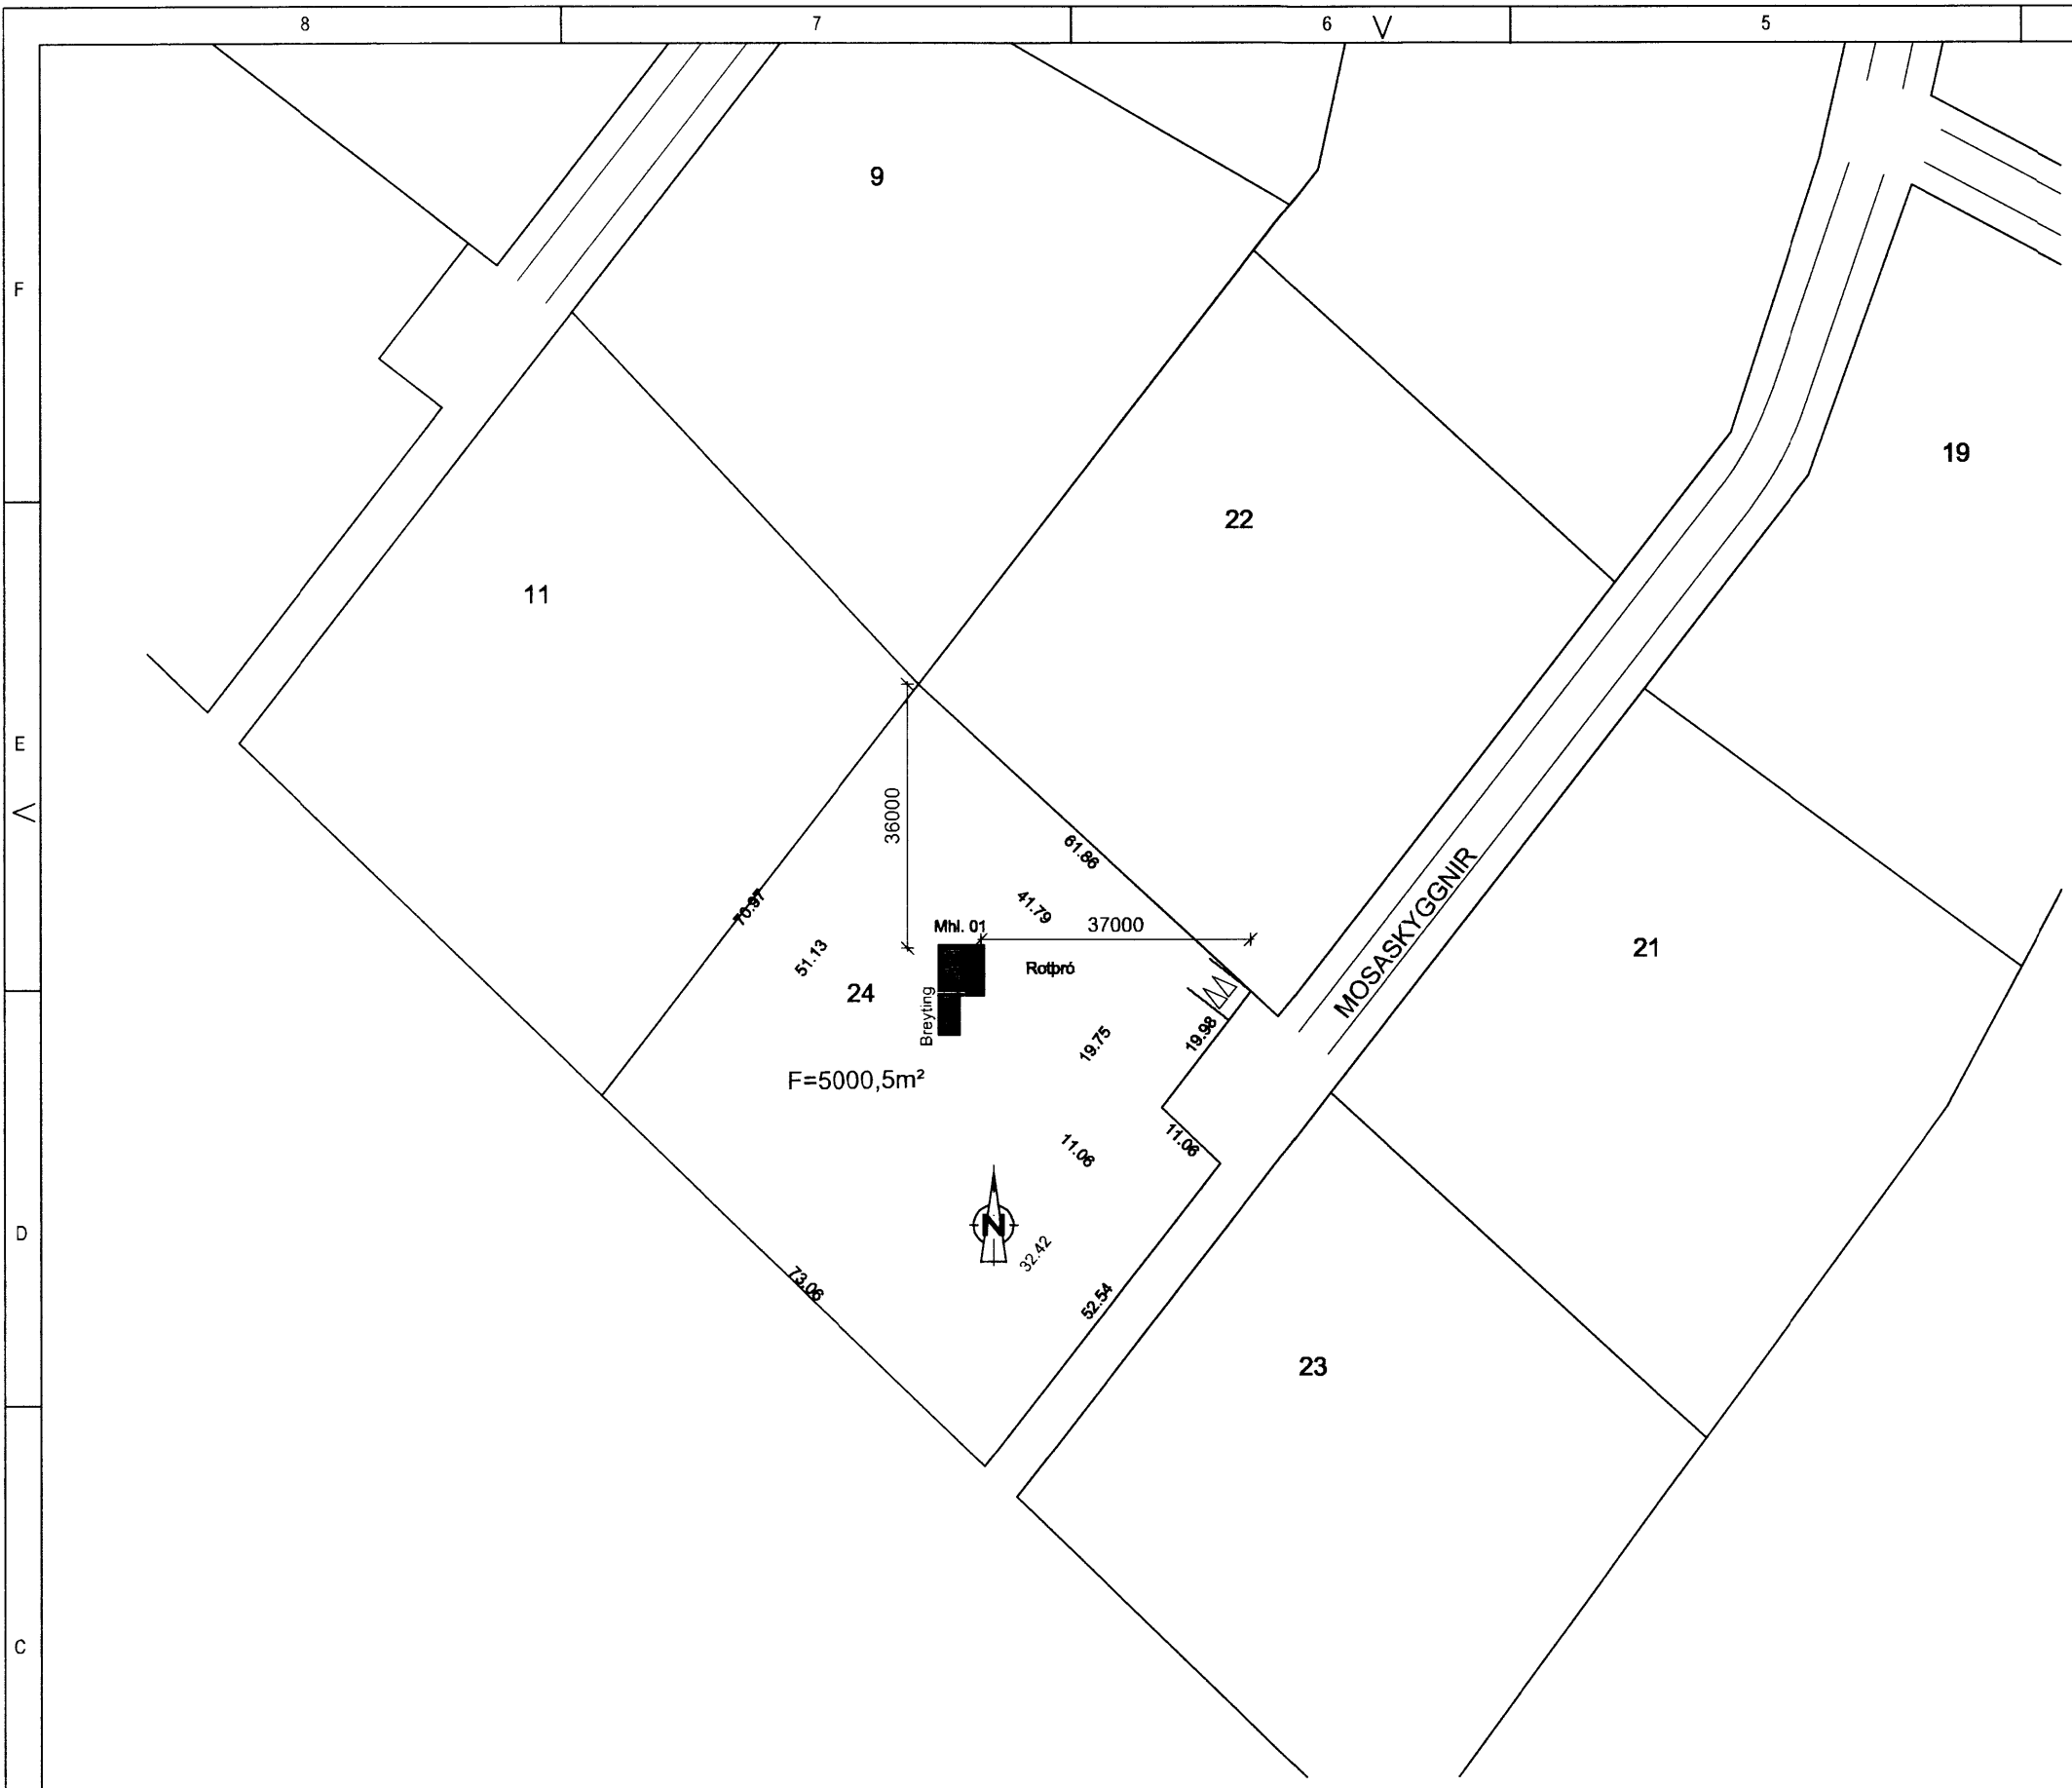 8
7
6
5
F
E
D
C
9
19
22
11
36000
61.86
70.97
41.79
Mhl. 01
37000
51.13
Rotþró
24
Breyting
MOSASKYGGNIR
21
19.98
19.75
F=5000,5m²
11.06
11.06
N
32.42
73.06
52.54
23